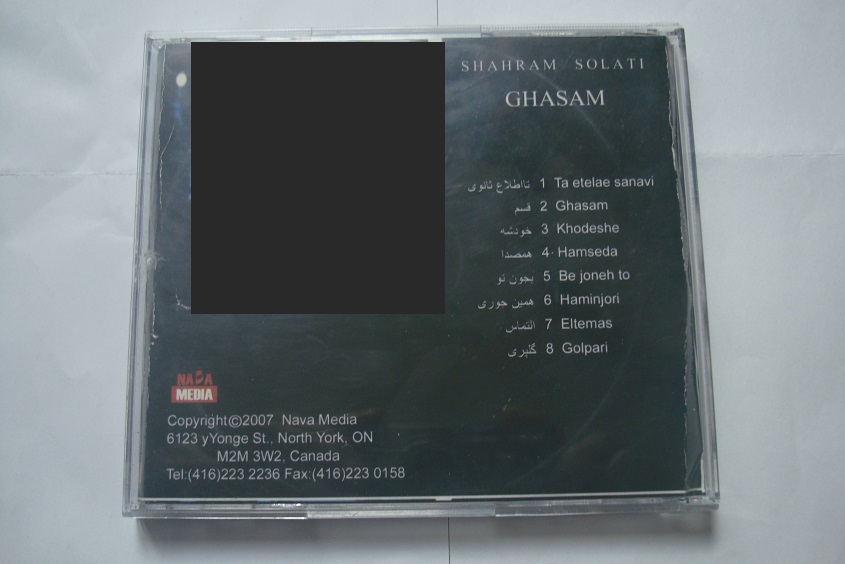 SHAHRAM SOLATI
GHASAM
تااطلاع ثانوی 1 Ta etelae sanavi
قسم 2 Ghasam
خودشه 3 Khodeshe
همصدا 4 Hamseda
بجون تو 5 Be joneh to
همین جوری 6 Haminjori
التماس 7 Eltemas
گلپری 8 Golpari
NAVA
MEDIA
Copyright©2007 Nava Media
6123 yYonge St., North York, ON
M2M 3W2, Canada
Tel:(416)223 2236 Fax:(416)223 0158